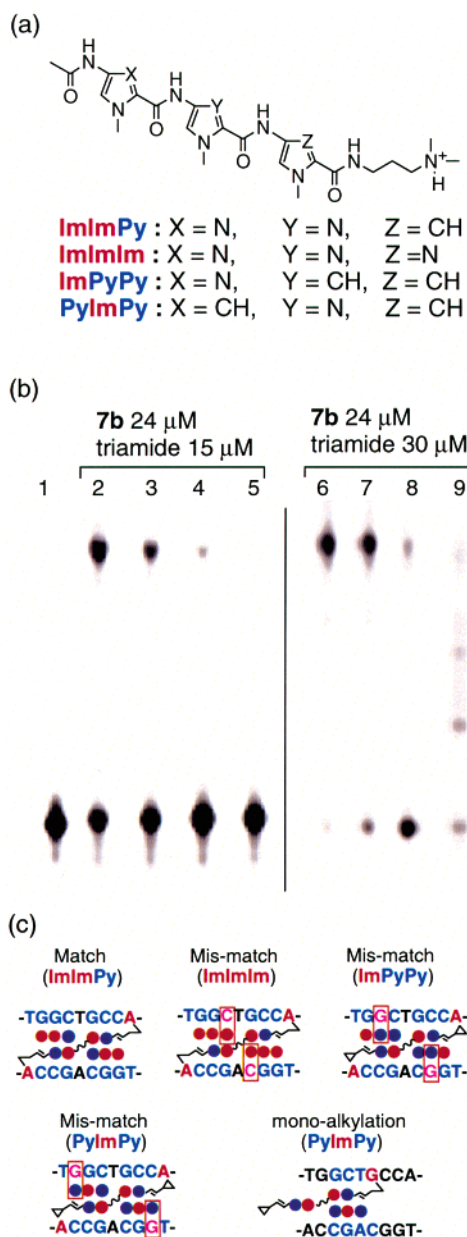 (a)
H N X H N Y H N Z H N N + H
O N O N O N O
ImImPy : X = N, Y = N, Z = CH
ImImIm : X = N, Y = N, Z =N
ImPyPy : X = N, Y = CH, Z = CH
PyImPy : X = CH, Y = N, Z = CH
(b)
7b 24 μM 7b 24 μM
triamide 15 μM triamide 30 μM
1 2 3 4 5 6 7 8 9
(c)
Match Mis-match Mis-match
(ImImPy) (ImImIm) (ImPyPy)
-TGGCTGCCA- -TGGCTGCCA- -TGGCTGCCA-
-ACCGACGGT- -ACCGACGGT- -ACCGACGGT-
Mis-match mono-alkylation
(PyImPy) (PyImPy)
-TGGCTGCCA- -TGGCTGCCA-
-ACCGACGGT- -ACCGACGGT-